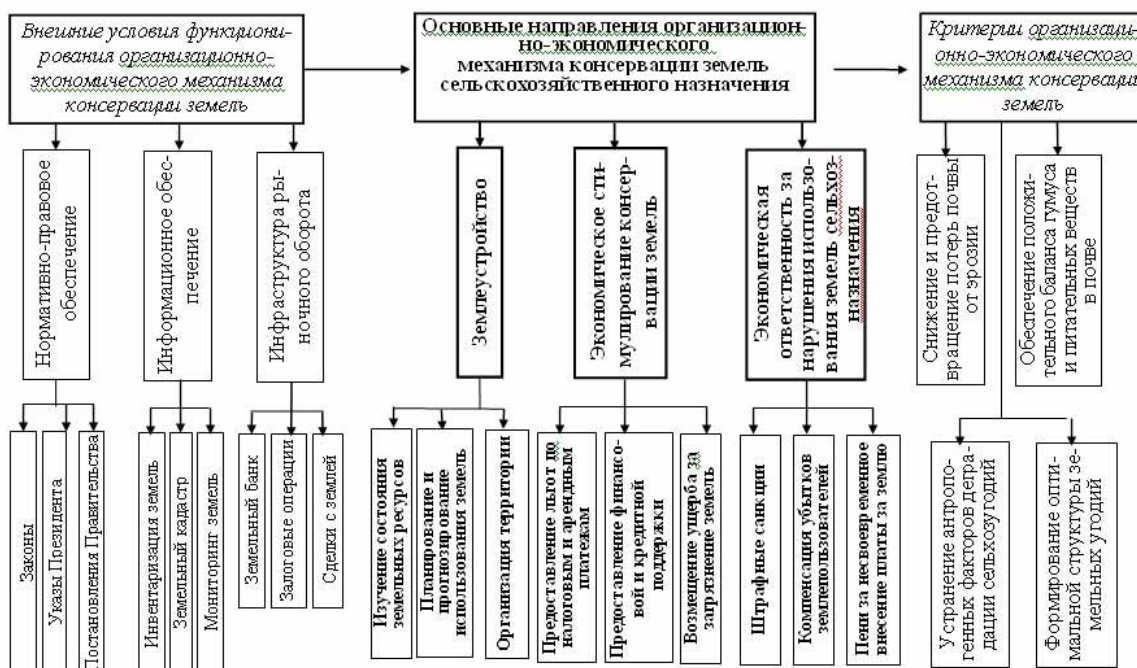 Внешние условия функциони-
рования организационно-
экономического механизма
консервации земель
Основные направления организацион-
но-экономического
механизма консервации земель
сельскохозяйственного назначения
Критерии организаци-
онно-экономического
механизма консервации
земель
Нормативно-правовое
обеспечение
Информационное обес-
печение
Инфраструктура ры-
ночного оборота
Землеустройство
Экономическое сти-
мулирование консер-
вации земель
Экономическая
ответственность за
нарушения использо-
вания земель сельхоз-
назначения
Снижение и предот-
вращение потерь почвы
от эрозии
Обеспечение положи-
тельного баланса гумуса
и питательных веществ
в почве
Законы
Указы Президента
Постановления Правительства
Инвентаризация земель
Земельный кадастр
Мониторинг земель
Земельный банк
Залоговые операции
Сделки с землей
Изучение состояния
земельных ресурсов
Планирование и
прогнозирование
использования земель
Организация территории
Предоставление льгот по
налоговым и арендным
платежам
Предоставление финансо-
вой и кредитной
поддержки
Возмещение ущерба за
загрязнение земель
Штрафные санкции
Компенсация убытков
землепользователей
Пени за несвоевременное
внесение платы за землю
Устранение антропо-
генных факторов дегра-
дации сельхозугодий
Формирование опти-
мальной структуры зе-
мельных угодий